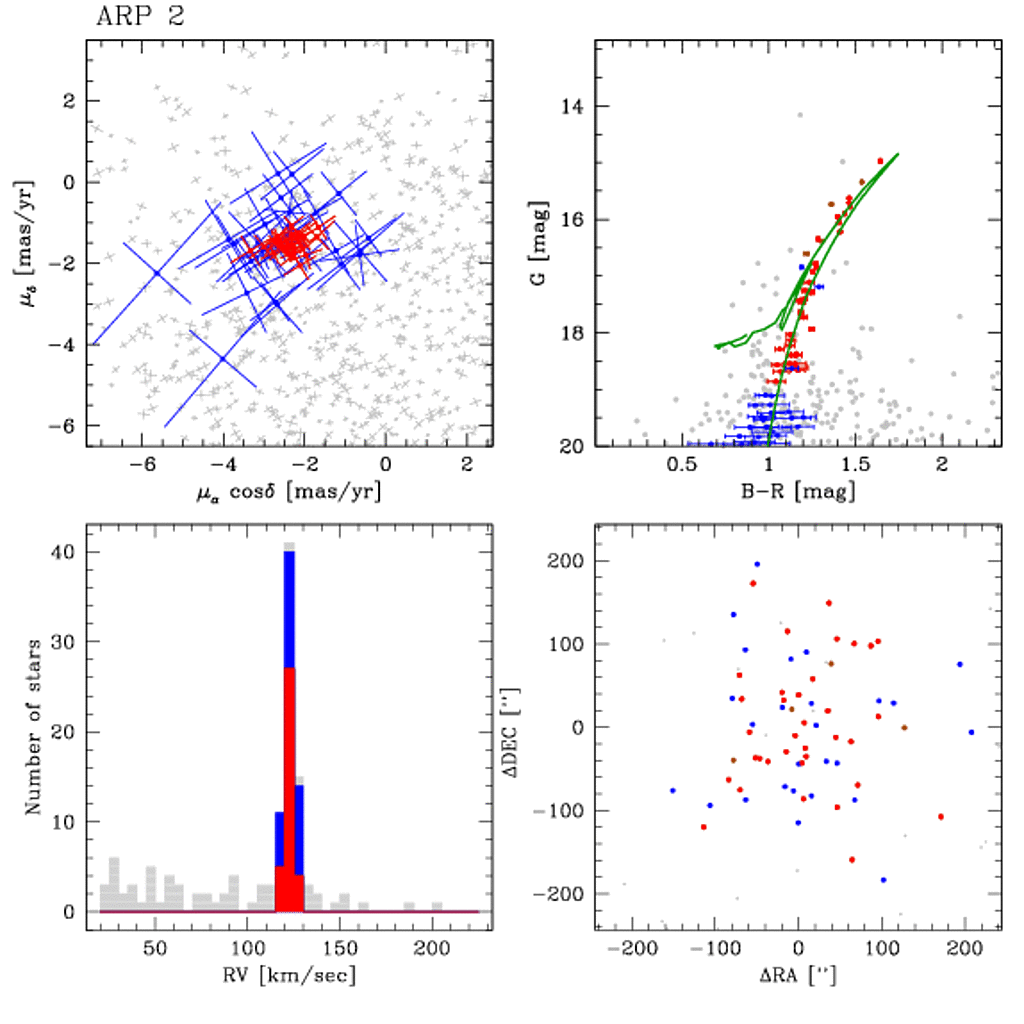 ARP 2
2
0
−2
−4
−6
μδ [mas/yr]
−6 −4 −2 0 2
μα cosδ [mas/yr]
14
16
18
20
G [mag]
0.5 1 1.5 2
B−R [mag]
40
30
20
10
0
Number of stars
50 100 150 200
RV [km/sec]
200
100
0
−100
−200
ΔDEC ["]
−200 −100 0 100 200
ΔRA ["]